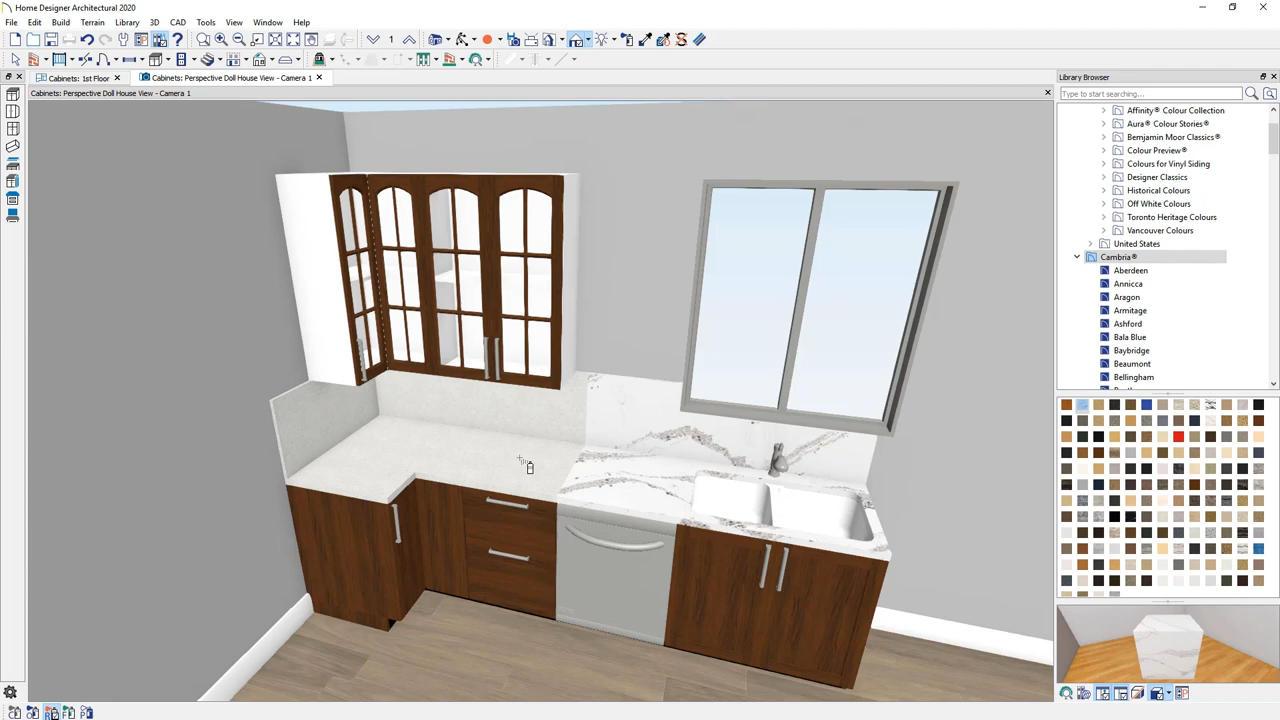 Home Designer Architectural 2020
File Edit Build Terrain Library 3D CAD Tools View Window Help
1
Cabinets: 1st Floor
Cabinets: Perspective Doll House View - Camera 1
Cabinets: Perspective Doll House View - Camera 1
Library Browser
Type to start searching...
Affinity® Colour Collection
Aura® Colour Stories®
Bemjamin Moor Classics®
Colour Preview®
Colours for Vinyl Siding
Designer Classics
Historical Colours
Off White Colours
Toronto Heritage Colours
Vancouver Colours
United States
Cambria®
Aberdeen
Annicca
Aragon
Armitage
Ashford
Bala Blue
Baybridge
Beaumont
Bellingham